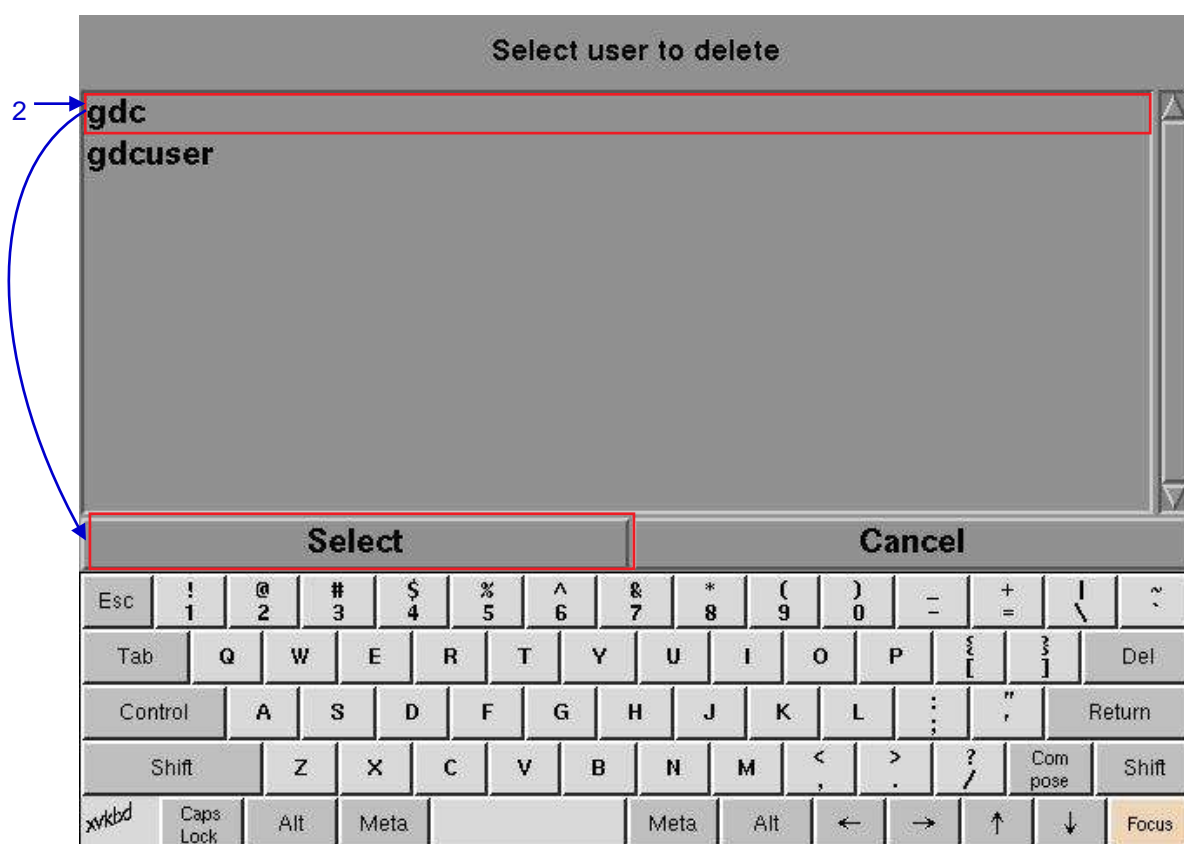 Select user to delete
2
gdc
gdcuser
Select Cancel
Esc ! 1 @ 2 # 3 $ 4 % 5 ^ 6 & 7 * 8 ( 9 ) 0 _ - + = | \ ~ `
Tab Q W E R T Y U I O P { [ } ] Del
Control A S D F G H J K L : ; " ' Return
Shift Z X C V B N M < , > . ? / Com pose Shift
xvkbd Caps Lock Alt Meta Meta Alt ← → ↑ ↓ Focus